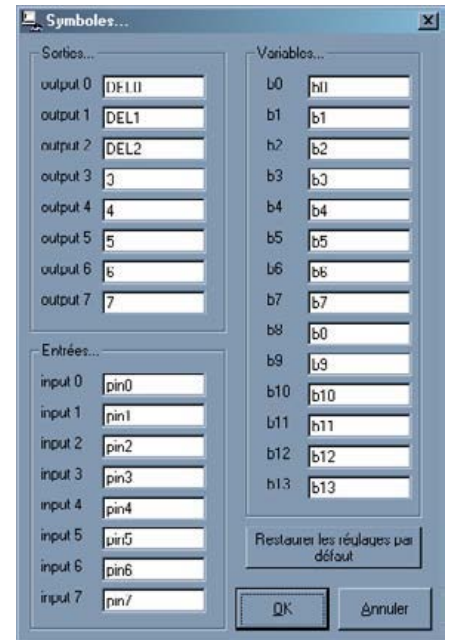 Symboles...
Sorties...
output 0 DEL0
output 1 DEL1
output 2 DEL2
output 3 3
output 4 4
output 5 5
output 6 6
output 7 7
Entrées...
input 0 pin0
input 1 pin1
input 2 pin2
input 3 pin3
input 4 pin4
input 5 pin5
input 6 pin6
input 7 pin7
Variables...
b0 b0
b1 b1
b2 b2
b3 b3
b4 b4
b5 b5
b6 b6
b7 b7
b8
b9 b9
b10 b10
b11 b11
b12 b12
b13 b13
Restaurer les réglages par
défaut
OK Annuler